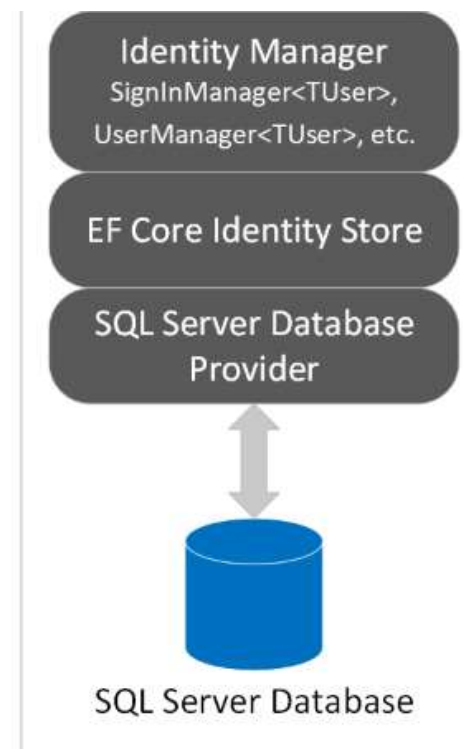 Identity Manager
SignInManager<TUser>,
UserManager<TUser>, etc.
EF Core Identity Store
SQL Server Database
Provider
SQL Server Database